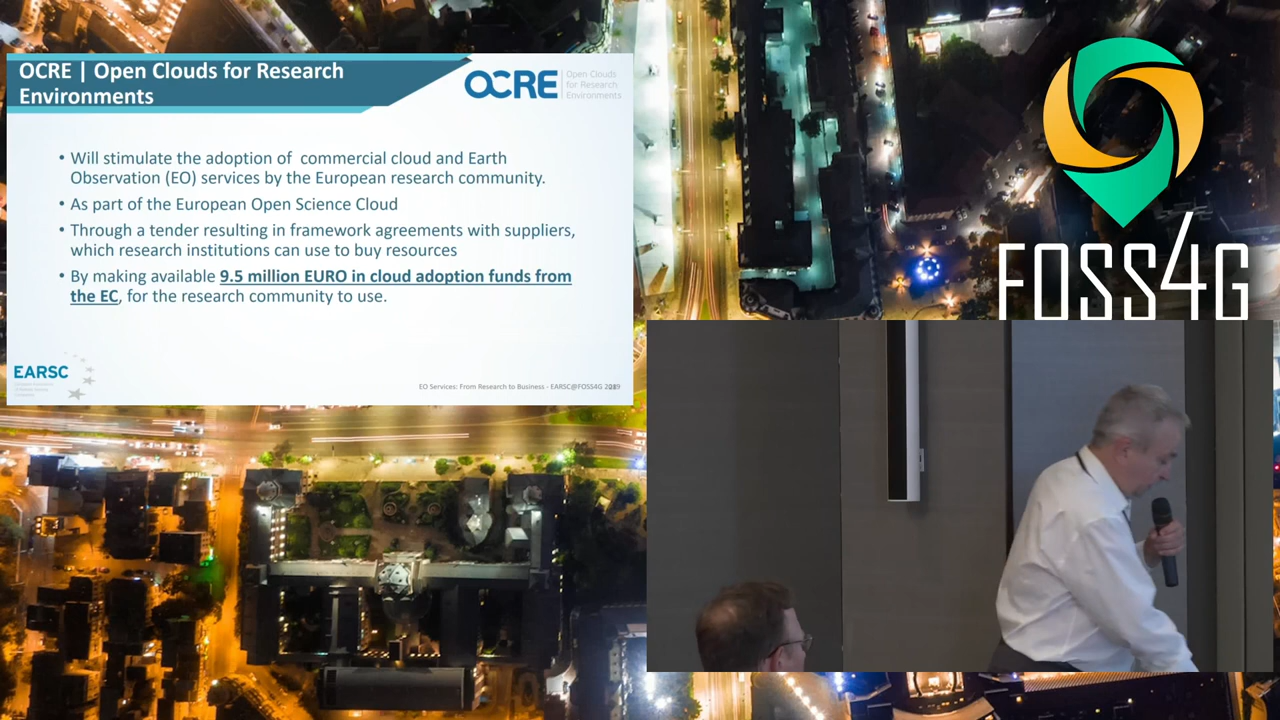 OCRE | Open Clouds for Research
Environments
OCRE
Open Clouds
for Research
Environments
• Will stimulate the adoption of commercial cloud and Earth
Observation (EO) services by the European research community.
• As part of the European Open Science Cloud
• Through a tender resulting in framework agreements with suppliers,
which research institutions can use to buy resources
• By making available 9.5 million EURO in cloud adoption funds from
the EC, for the research community to use.
EARSC
EO Services: From Research to Business - EARSC@FOSS4G 2019
FOSS4G